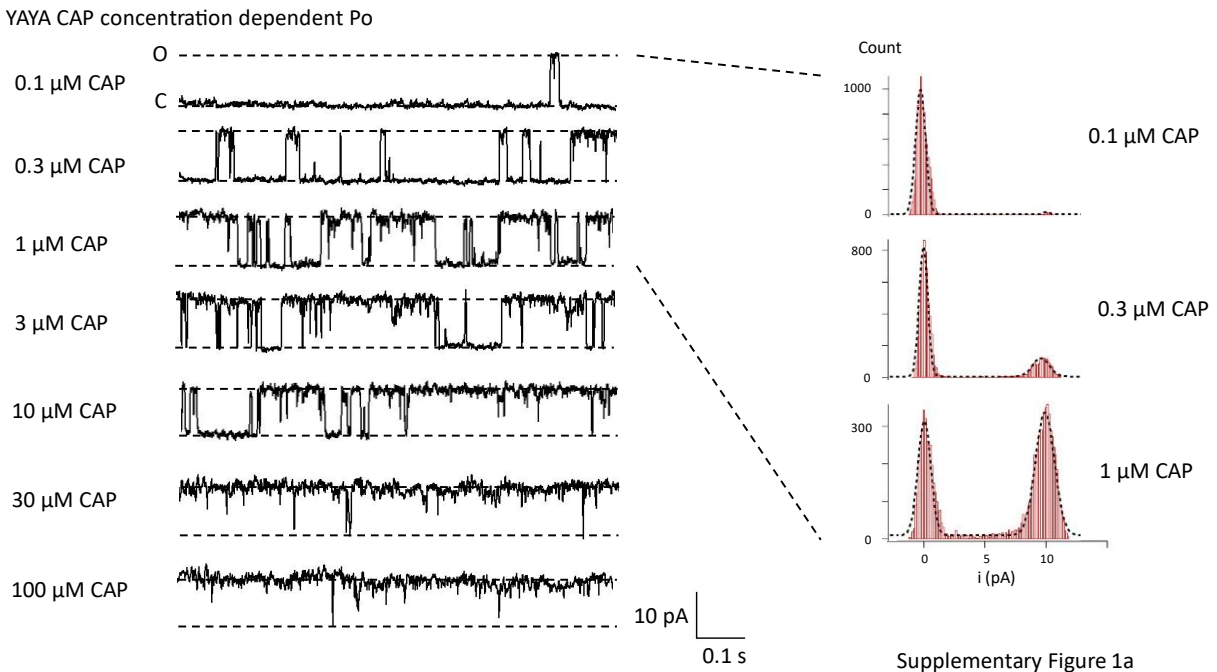 YAYA CAP concentration dependent Po
O
0.1 µM CAP
C
0.3 µM CAP
1 µM CAP
3 µM CAP
10 µM CAP
30 µM CAP
100 µM CAP
10 pA
0.1 s
Count
1000
0
0.1 µM CAP
800
0
0.3 µM CAP
300
0
1 µM CAP
0 5 10
i (pA)
Supplementary Figure 1a